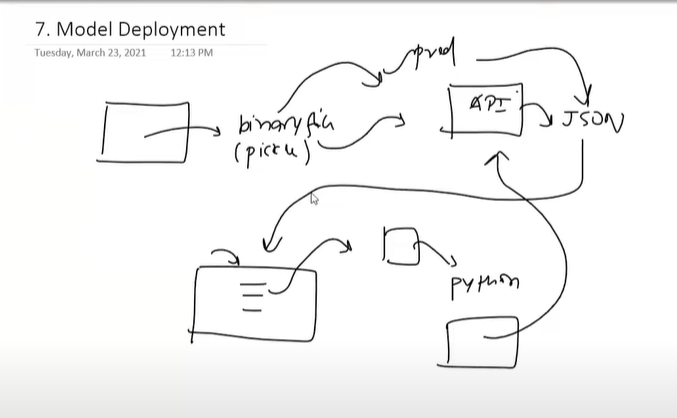 7. Model Deployment
Tuesday, March 23, 2021 12:13 PM
pred
API
JSON
binary file
(pickle)
python